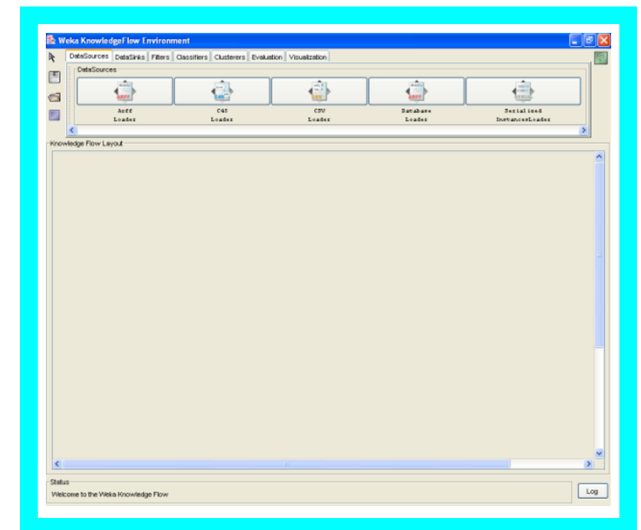 Weka KnowledgeFlow Environment
DataSources DataSinks Filters Classifiers Clusterers Evaluation Visualization
DataSources
Arff Loader
C45 Loader
CSV Loader
Database Loader
Serialized InstancesLoader
Knowledge Flow Layout
Status
Welcome to the Weka Knowledge Flow
Log